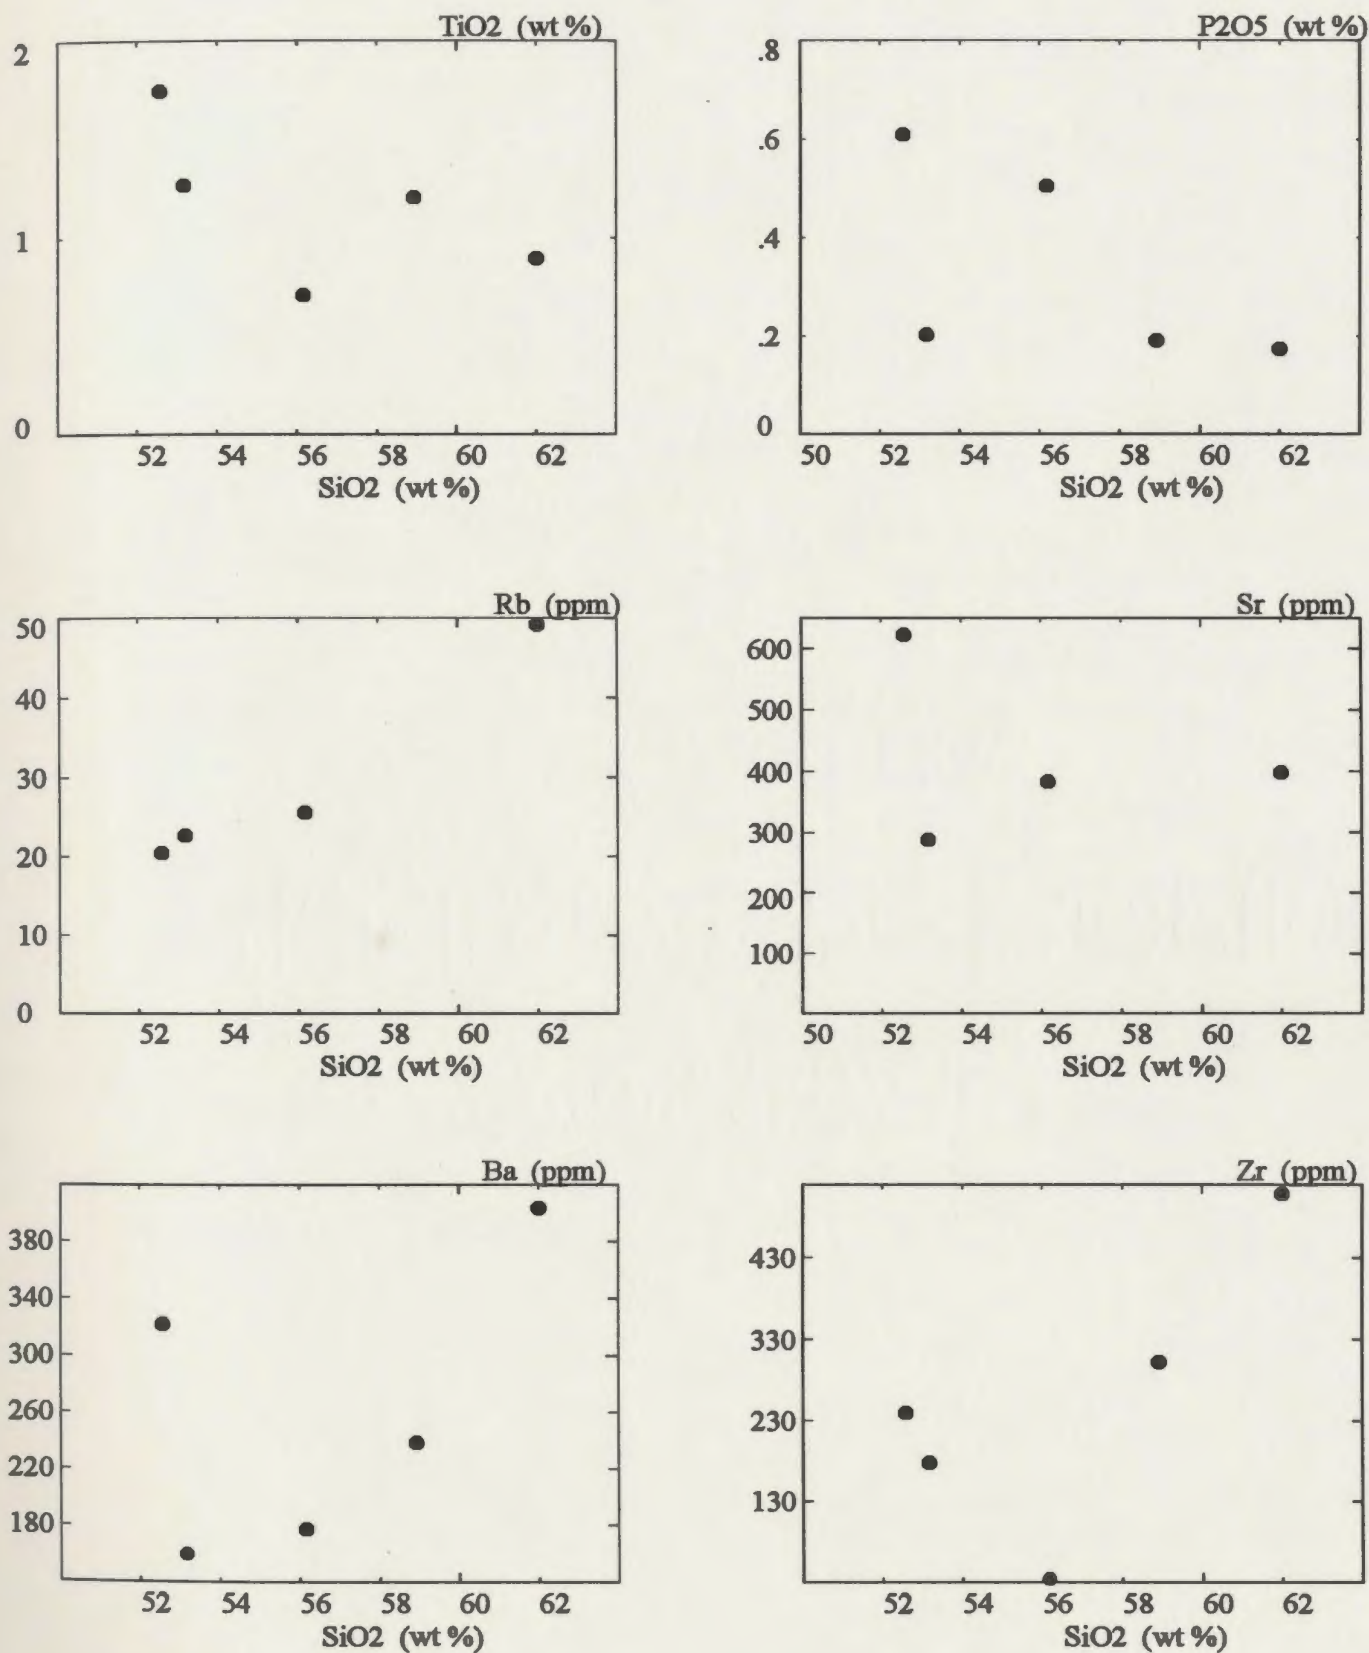 TiO2 (wt %)
2
1
0
52 54 56 58 60 62
SiO2 (wt %)
P2O5 (wt %)
.8
.6
.4
.2
0
50 52 54 56 58 60 62
SiO2 (wt %)
Rb (ppm)
50
40
30
20
10
0
52 54 56 58 60 62
SiO2 (wt %)
Sr (ppm)
600
500
400
300
200
100
50 52 54 56 58 60 62
SiO2 (wt %)
Ba (ppm)
380
340
300
260
220
180
52 54 56 58 60 62
SiO2 (wt %)
Zr (ppm)
430
330
230
130
52 54 56 58 60 62
SiO2 (wt %)